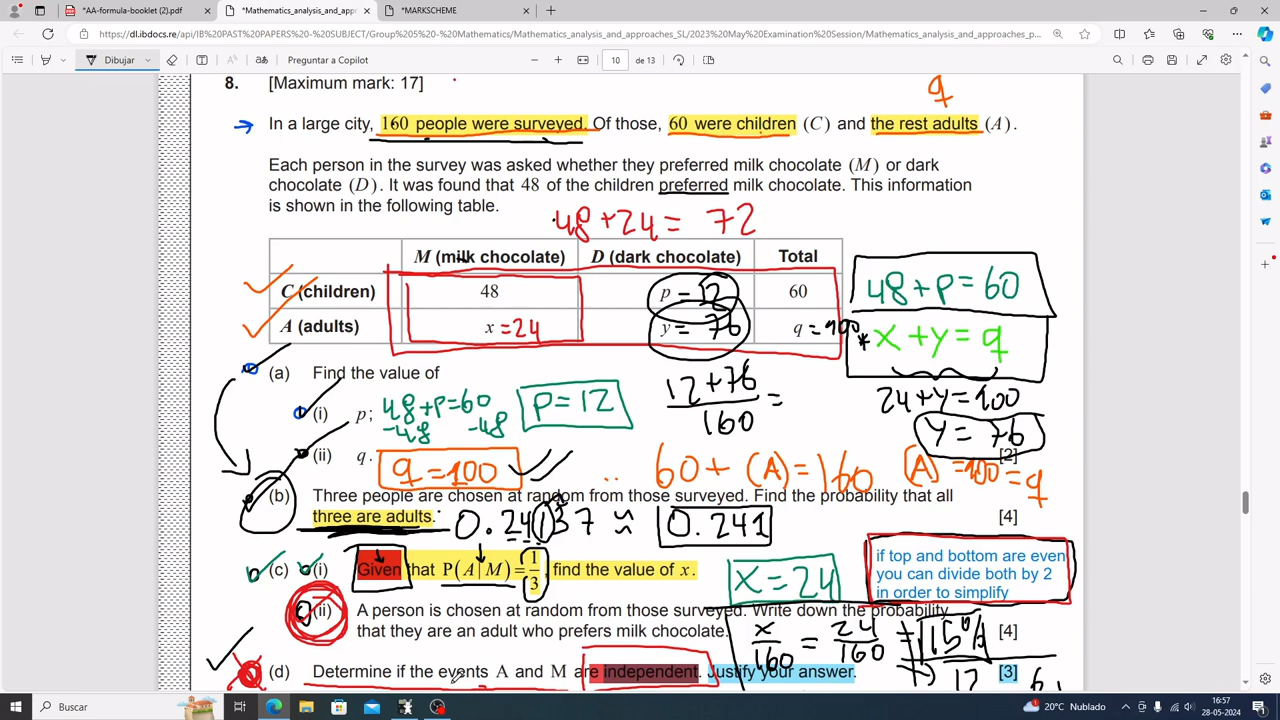 *AA-formula-booklet (2).pdf
*Mathematics_analysis_and_appr
*MARKSCHEME
https://dl.ibdocs.re/api/IB%20PAST%20PAPERS%20-%20SUBJECT/Group%205%20-%20Mathematics/Mathematics_analysis_and_approaches_SL/2023%20May%20Examination%20Session/Mathematics_analysis_and_approaches_p...
Dibujar
Preguntar a Copilot
10
de 13
8. [Maximum mark: 17]
q
In a large city, 160 people were surveyed. Of those, 60 were children (C) and the rest adults (A).
Each person in the survey was asked whether they preferred milk chocolate (M) or dark
chocolate (D). It was found that 48 of the children preferred milk chocolate. This information
is shown in the following table.
48 + 24 = 72
M (milk chocolate) D (dark chocolate) Total
C (children) 48 p = 12 60
48 + p = 60
A (adults) x = 24 y = 76 q = 100
* x + y = q
(a) Find the value of
12 + 76
160
=
24 + y = 100
(i) p; 48 + p = 60
-48 -48
P = 12
y = 76
(ii) q.
[2]
q = 100
60 + (A) = 160 (A) = 100 = q
(b) Three people are chosen at random from those surveyed. Find the probability that all
three are adults.
[4]
0.24137 ≈ 0.241
(c) (i) Given that P(A|M) = 1/3, find the value of x.
x = 24
if top and bottom are even
you can divide both by 2
in order to simplify
(ii) A person is chosen at random from those surveyed. Write down the probability
that they are an adult who prefers milk chocolate.
[4]
x/160 = 24/160 = 15%
(d) Determine if the events A and M are independent. Justify your answer.
[3]
Buscar
20°C Nublado
16:57
28-05-2024